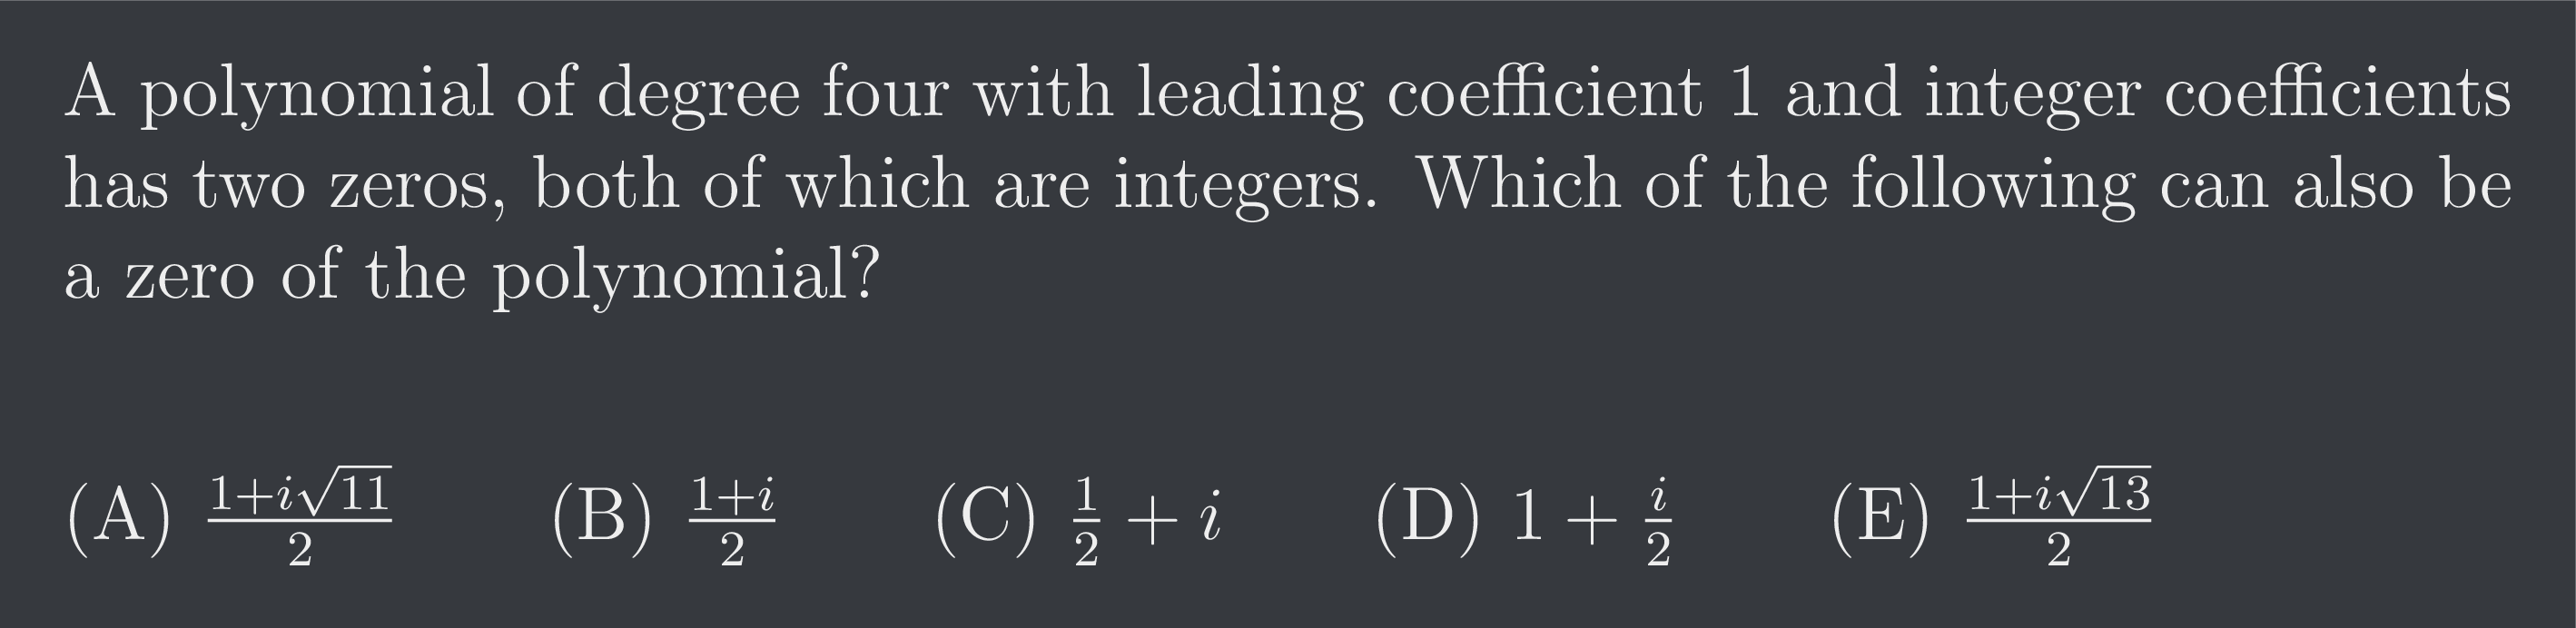 A polynomial of degree four with leading coefficient 1 and integer coefficients
has two zeros, both of which are integers. Which of the following can also be
a zero of the polynomial?
(A) $\frac{1+i\sqrt{11}}{2}$ (B) $\frac{1+i}{2}$ (C) $\frac{1}{2} + i$ (D) $1 + \frac{i}{2}$ (E) $\frac{1+i\sqrt{13}}{2}$